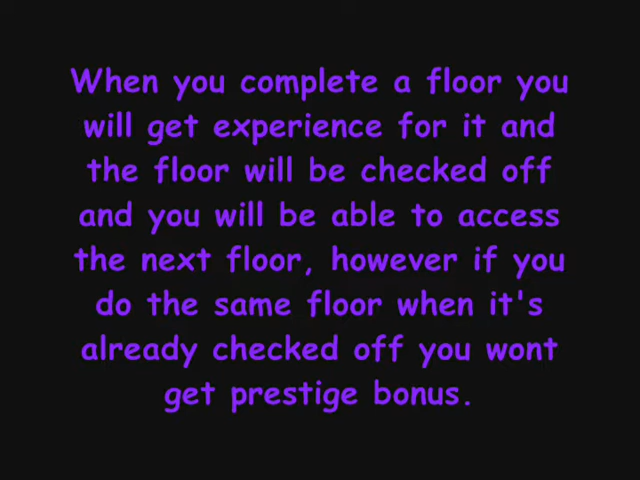 When you complete a floor you
will get experience for it and
the floor will be checked off
and you will be able to access
the next floor, however if you
do the same floor when it's
already checked off you wont
get prestige bonus.